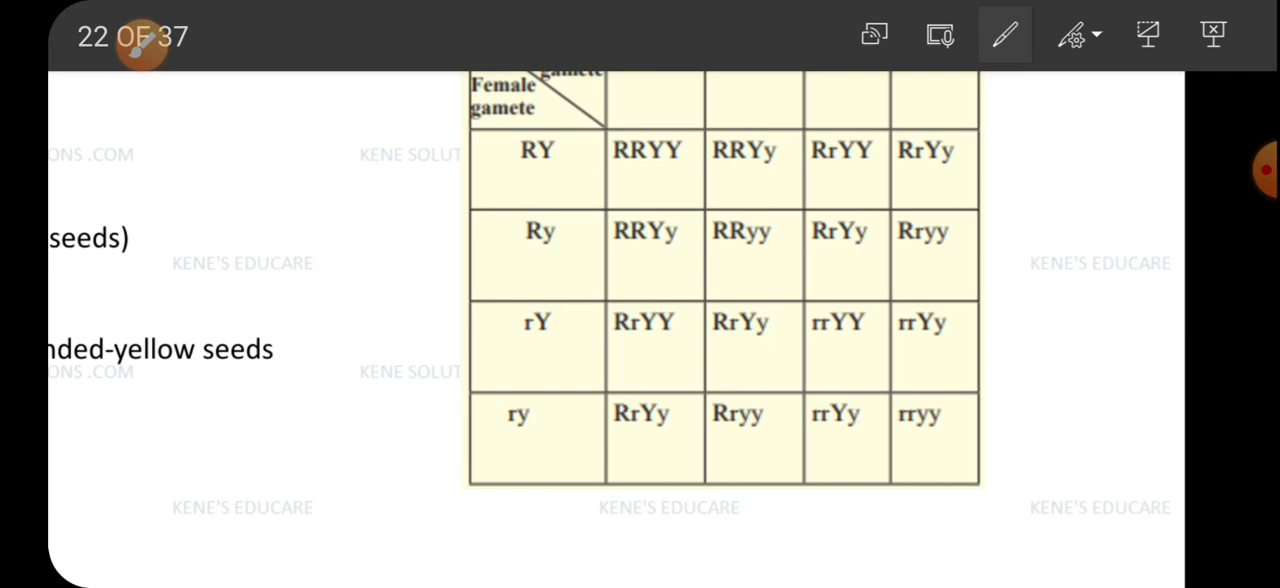 22 OF 37
gamete
Female
gamete
RY RRYY RRYy RrYY RrYy
ONS .COM KENE SOLUT
Ry RRYy RRyy RrYy Rryy
seeds)
KENE'S EDUCARE KENE'S EDUCARE
rY RrYY RrYy rrYY rrYy
nded-yellow seeds
ONS .COM KENE SOLUT
ry RrYy Rryy rrYy rryy
KENE'S EDUCARE KENE'S EDUCARE KENE'S EDUCARE